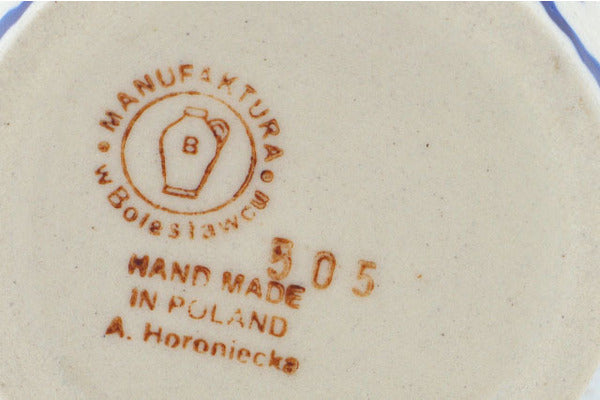 • MANUFAKTURA •
w Bolesławcu
B
505
HAND MADE
IN POLAND
A. Horoniecka